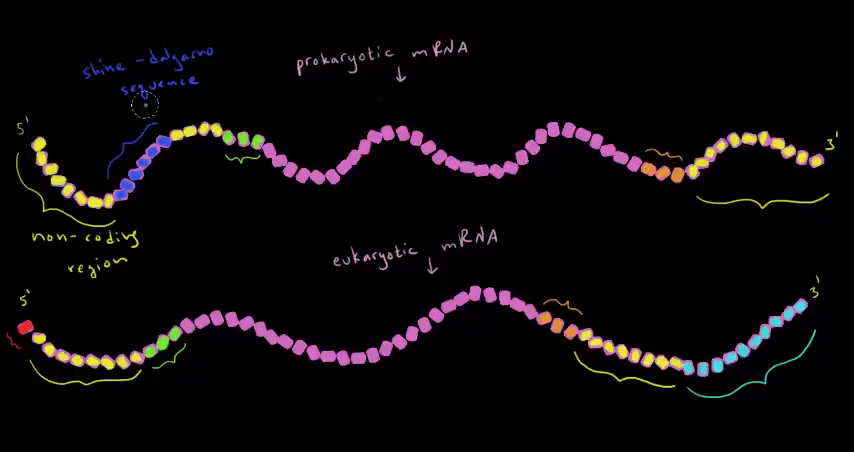 shine-dalgarno
sequence
prokaryotic mRNA
5'
3'
non-coding
region
eukaryotic mRNA
5'
3'